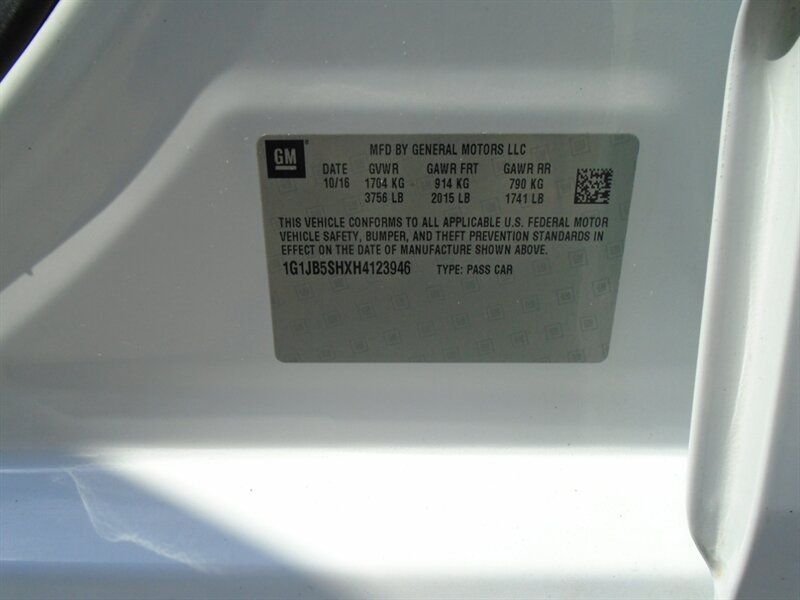 GM
MFD BY GENERAL MOTORS LLC
DATE GVWR GAWR FRT GAWR RR
10/16 1704 KG 914 KG 790 KG
3756 LB 2015 LB 1741 LB
THIS VEHICLE CONFORMS TO ALL APPLICABLE U.S. FEDERAL MOTOR
VEHICLE SAFETY, BUMPER, AND THEFT PREVENTION STANDARDS IN
EFFECT ON THE DATE OF MANUFACTURE SHOWN ABOVE.
1G1JB5SHXH4123946 TYPE: PASS CAR